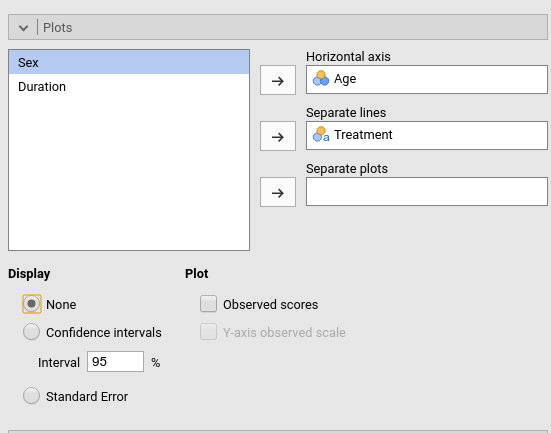 Plots
Sex
Duration
Horizontal axis
Age
Separate lines
a Treatment
Separate plots
Display
Plot
None
Observed scores
Confidence intervals
Y-axis observed scale
Interval 95 %
Standard Error